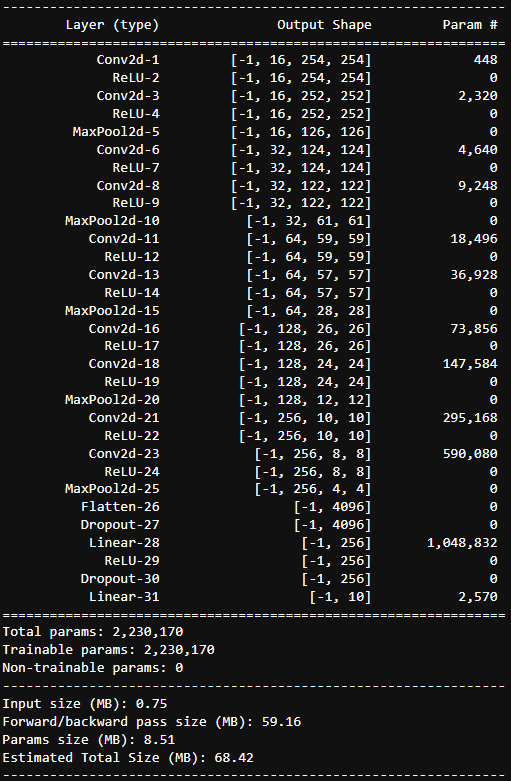 ----------------------------------------------------------------
        Layer (type)               Output Shape         Param #
================================================================
            Conv2d-1         [-1, 16, 254, 254]             448
              ReLU-2         [-1, 16, 254, 254]               0
            Conv2d-3         [-1, 16, 252, 252]           2,320
              ReLU-4         [-1, 16, 252, 252]               0
         MaxPool2d-5         [-1, 16, 126, 126]               0
            Conv2d-6         [-1, 32, 124, 124]           4,640
              ReLU-7         [-1, 32, 124, 124]               0
            Conv2d-8         [-1, 32, 122, 122]           9,248
              ReLU-9         [-1, 32, 122, 122]               0
        MaxPool2d-10           [-1, 32, 61, 61]               0
           Conv2d-11           [-1, 64, 59, 59]          18,496
             ReLU-12           [-1, 64, 59, 59]               0
           Conv2d-13           [-1, 64, 57, 57]          36,928
             ReLU-14           [-1, 64, 57, 57]               0
        MaxPool2d-15           [-1, 64, 28, 28]               0
           Conv2d-16          [-1, 128, 26, 26]          73,856
             ReLU-17          [-1, 128, 26, 26]               0
           Conv2d-18          [-1, 128, 24, 24]         147,584
             ReLU-19          [-1, 128, 24, 24]               0
        MaxPool2d-20          [-1, 128, 12, 12]               0
           Conv2d-21          [-1, 256, 10, 10]         295,168
             ReLU-22          [-1, 256, 10, 10]               0
           Conv2d-23            [-1, 256, 8, 8]         590,080
             ReLU-24            [-1, 256, 8, 8]               0
        MaxPool2d-25            [-1, 256, 4, 4]               0
          Flatten-26                 [-1, 4096]               0
          Dropout-27                 [-1, 4096]               0
           Linear-28                  [-1, 256]       1,048,832
             ReLU-29                  [-1, 256]               0
          Dropout-30                  [-1, 256]               0
           Linear-31                   [-1, 10]           2,570
================================================================
Total params: 2,230,170
Trainable params: 2,230,170
Non-trainable params: 0
----------------------------------------------------------------
Input size (MB): 0.75
Forward/backward pass size (MB): 59.16
Params size (MB): 8.51
Estimated Total Size (MB): 68.42
----------------------------------------------------------------